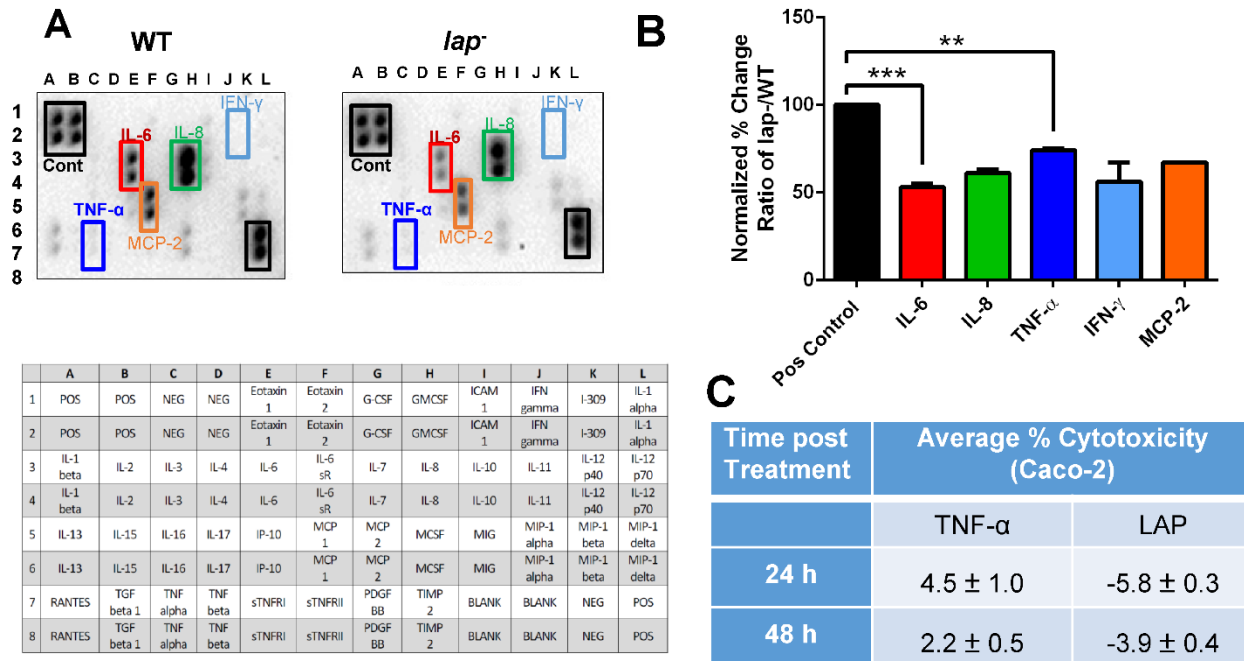 A
WT
lap-
A B C D E F G H I J K L
A B C D E F G H I J K L
1
2
3
4
5
6
7
8
Cont
IL-6
IL-8
IFN-γ
TNF-α
MCP-2
Cont
IL-6
IL-8
IFN-γ
TNF-α
MCP-2
B
Normalized % Change
Ratio of lap-/WT
150
100
50
0
***
**
Pos Control
IL-6
IL-8
TNF-α
IFN-γ
MCP-2
A B C D E F G H I J K L
1 POS POS NEG NEG Eotaxin 1 Eotaxin 2 G-CSF GMCSF ICAM 1 IFN gamma I-309 IL-1 alpha
2 POS POS NEG NEG Eotaxin 1 Eotaxin 2 G-CSF GMCSF ICAM 1 IFN gamma I-309 IL-1 alpha
3 IL-1 beta IL-2 IL-3 IL-4 IL-6 IL-6 sR IL-7 IL-8 IL-10 IL-11 IL-12 p40 IL-12 p70
4 IL-1 beta IL-2 IL-3 IL-4 IL-6 IL-6 sR IL-7 IL-8 IL-10 IL-11 IL-12 p40 IL-12 p70
5 IL-13 IL-15 IL-16 IL-17 IP-10 MCP 1 MCP 2 MCSF MIG MIP-1 alpha MIP-1 beta MIP-1 delta
6 IL-13 IL-15 IL-16 IL-17 IP-10 MCP 1 MCP 2 MCSF MIG MIP-1 alpha MIP-1 beta MIP-1 delta
7 RANTES TGF beta 1 TNF alpha TNF beta sTNFRI sTNFRII PDGF BB TIMP 2 BLANK BLANK NEG POS
8 RANTES TGF beta 1 TNF alpha TNF beta sTNFRI sTNFRII PDGF BB TIMP 2 BLANK BLANK NEG POS
C
Time post
Treatment
Average % Cytotoxicity
(Caco-2)
TNF-α LAP
24 h 4.5 ± 1.0 -5.8 ± 0.3
48 h 2.2 ± 0.5 -3.9 ± 0.4